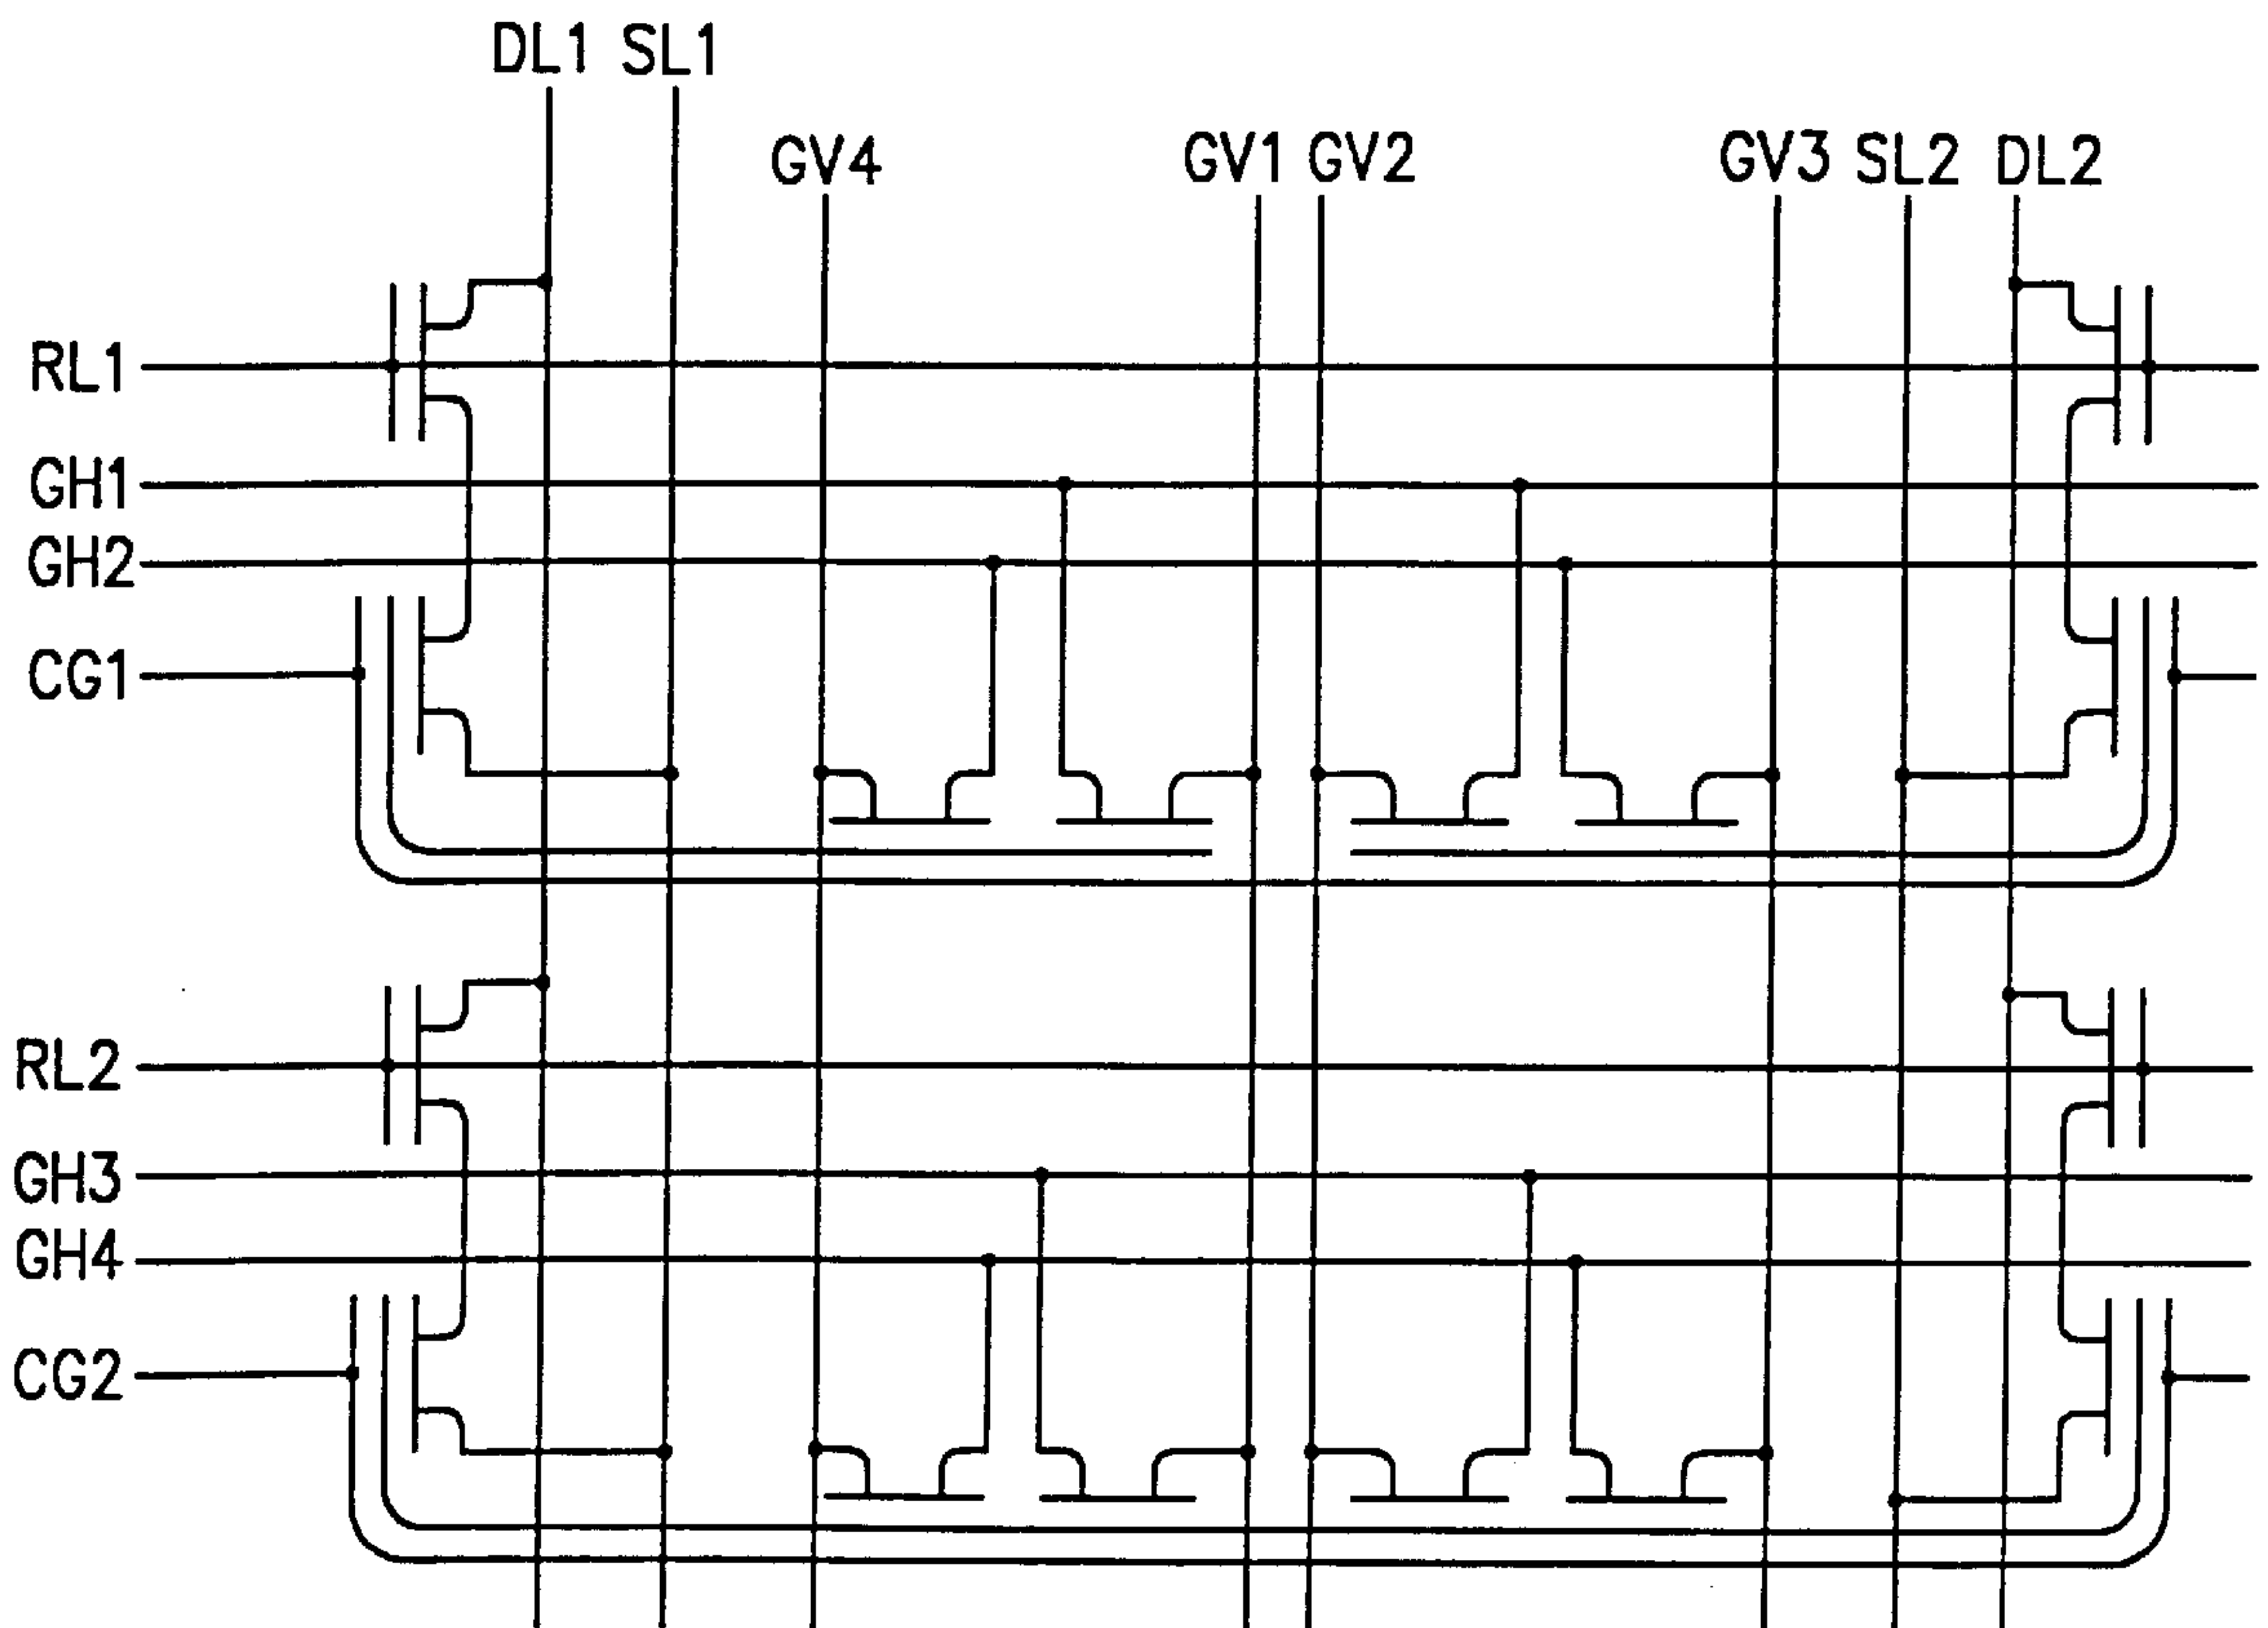 DL1 SL1
GV4 GV1 GV2 GV3 SL2 DL2
RL1
GH1
GH2
CG1
RL2
GH3
GH4
CG2